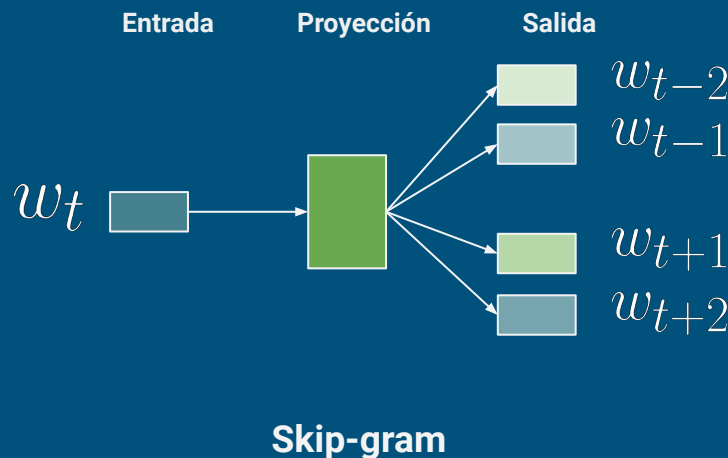 Entrada Proyección Salida
w_{t-2}
w_{t-1}
w_t
w_{t+1}
w_{t+2}
Skip-gram